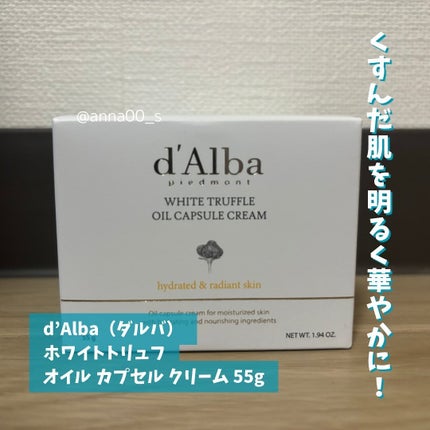 くすんだ肌を明るく華やかに！
@anna00_s
d'Alba
piedmont
WHITE TRUFFLE
OIL CAPSULE CREAM
hydrated & radiant skin
Oil capsule cream for moisturized skin
and nourishing ingredients
NET WT. 1.94 OZ.
d'Alba（ダルバ）
ホワイトトリュフ
オイル カプセル クリーム 55g